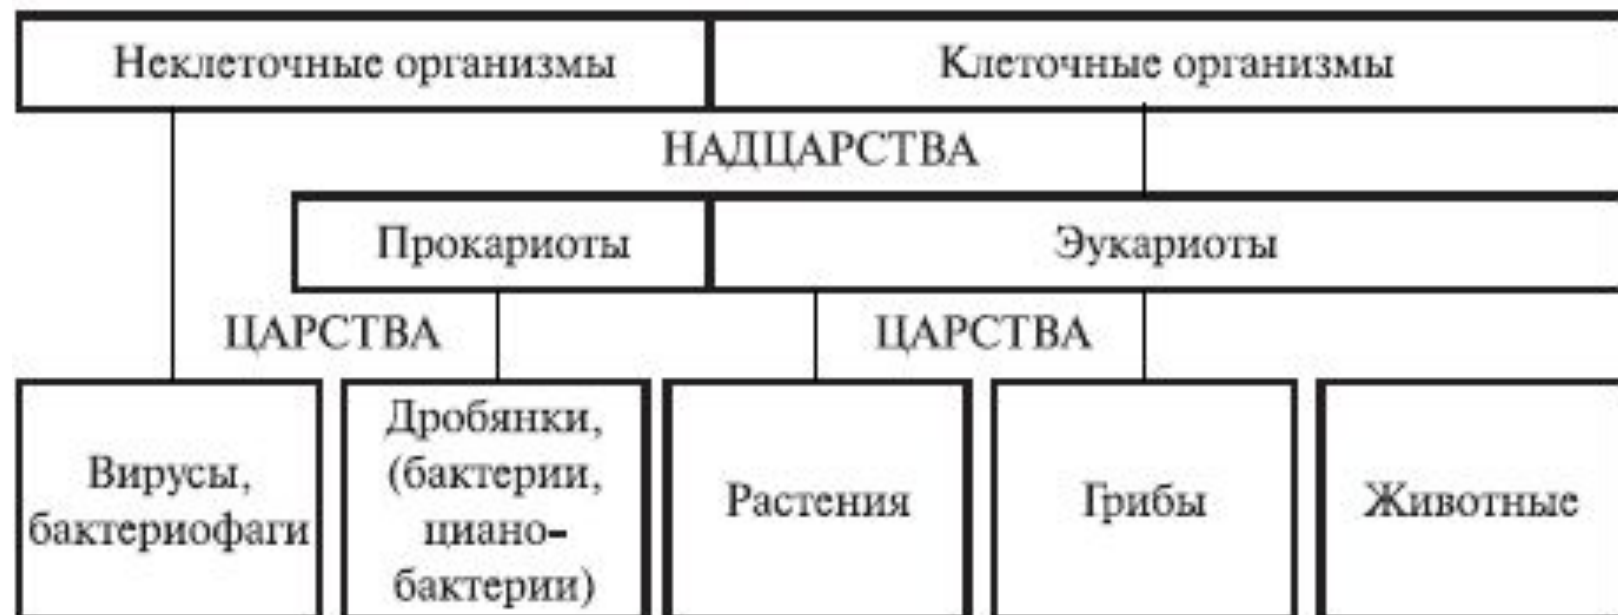 Неклеточные организмы
Клеточные организмы
НАДЦАРСТВА
Прокариоты
Эукариоты
ЦАРСТВА
ЦАРСТВА
Вирусы,
бактериофаги
Дробянки,
(бактерии,
циано-
бактерии)
Растения
Грибы
Животные